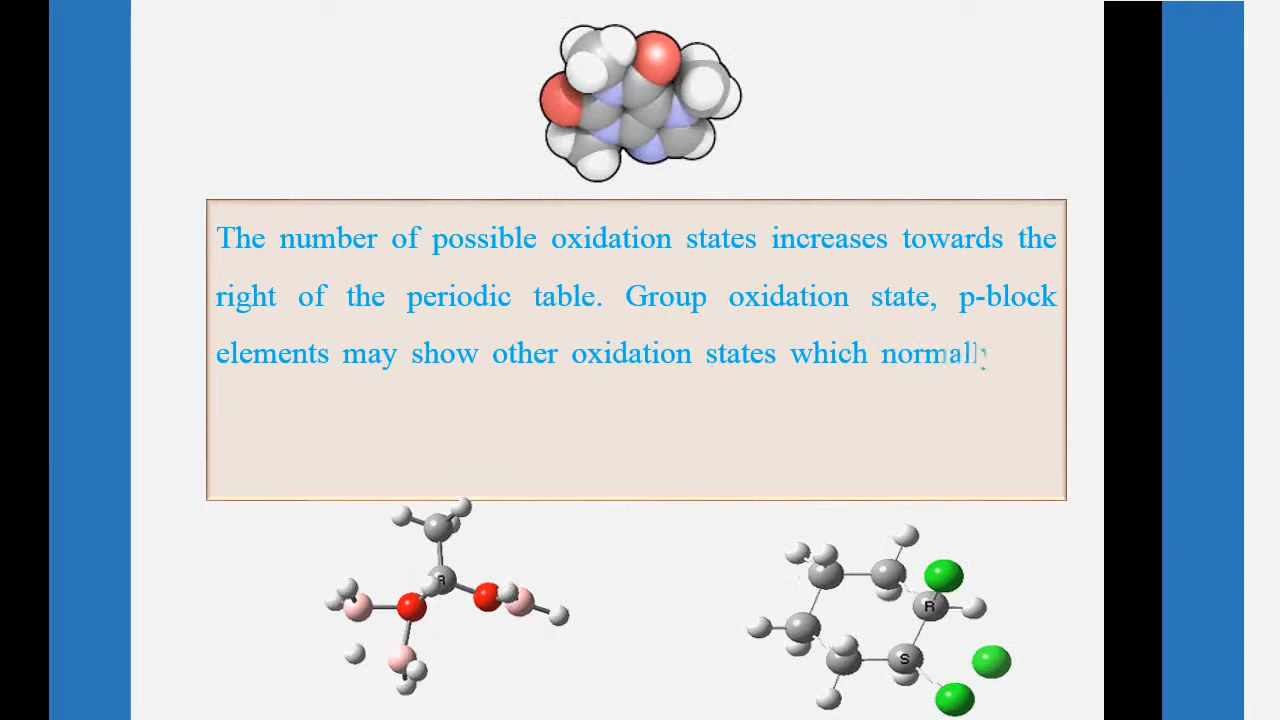 The number of possible oxidation states increases towards the
right of the periodic table. Group oxidation state, p-block
elements may show other oxidation states which normally
R
R
S